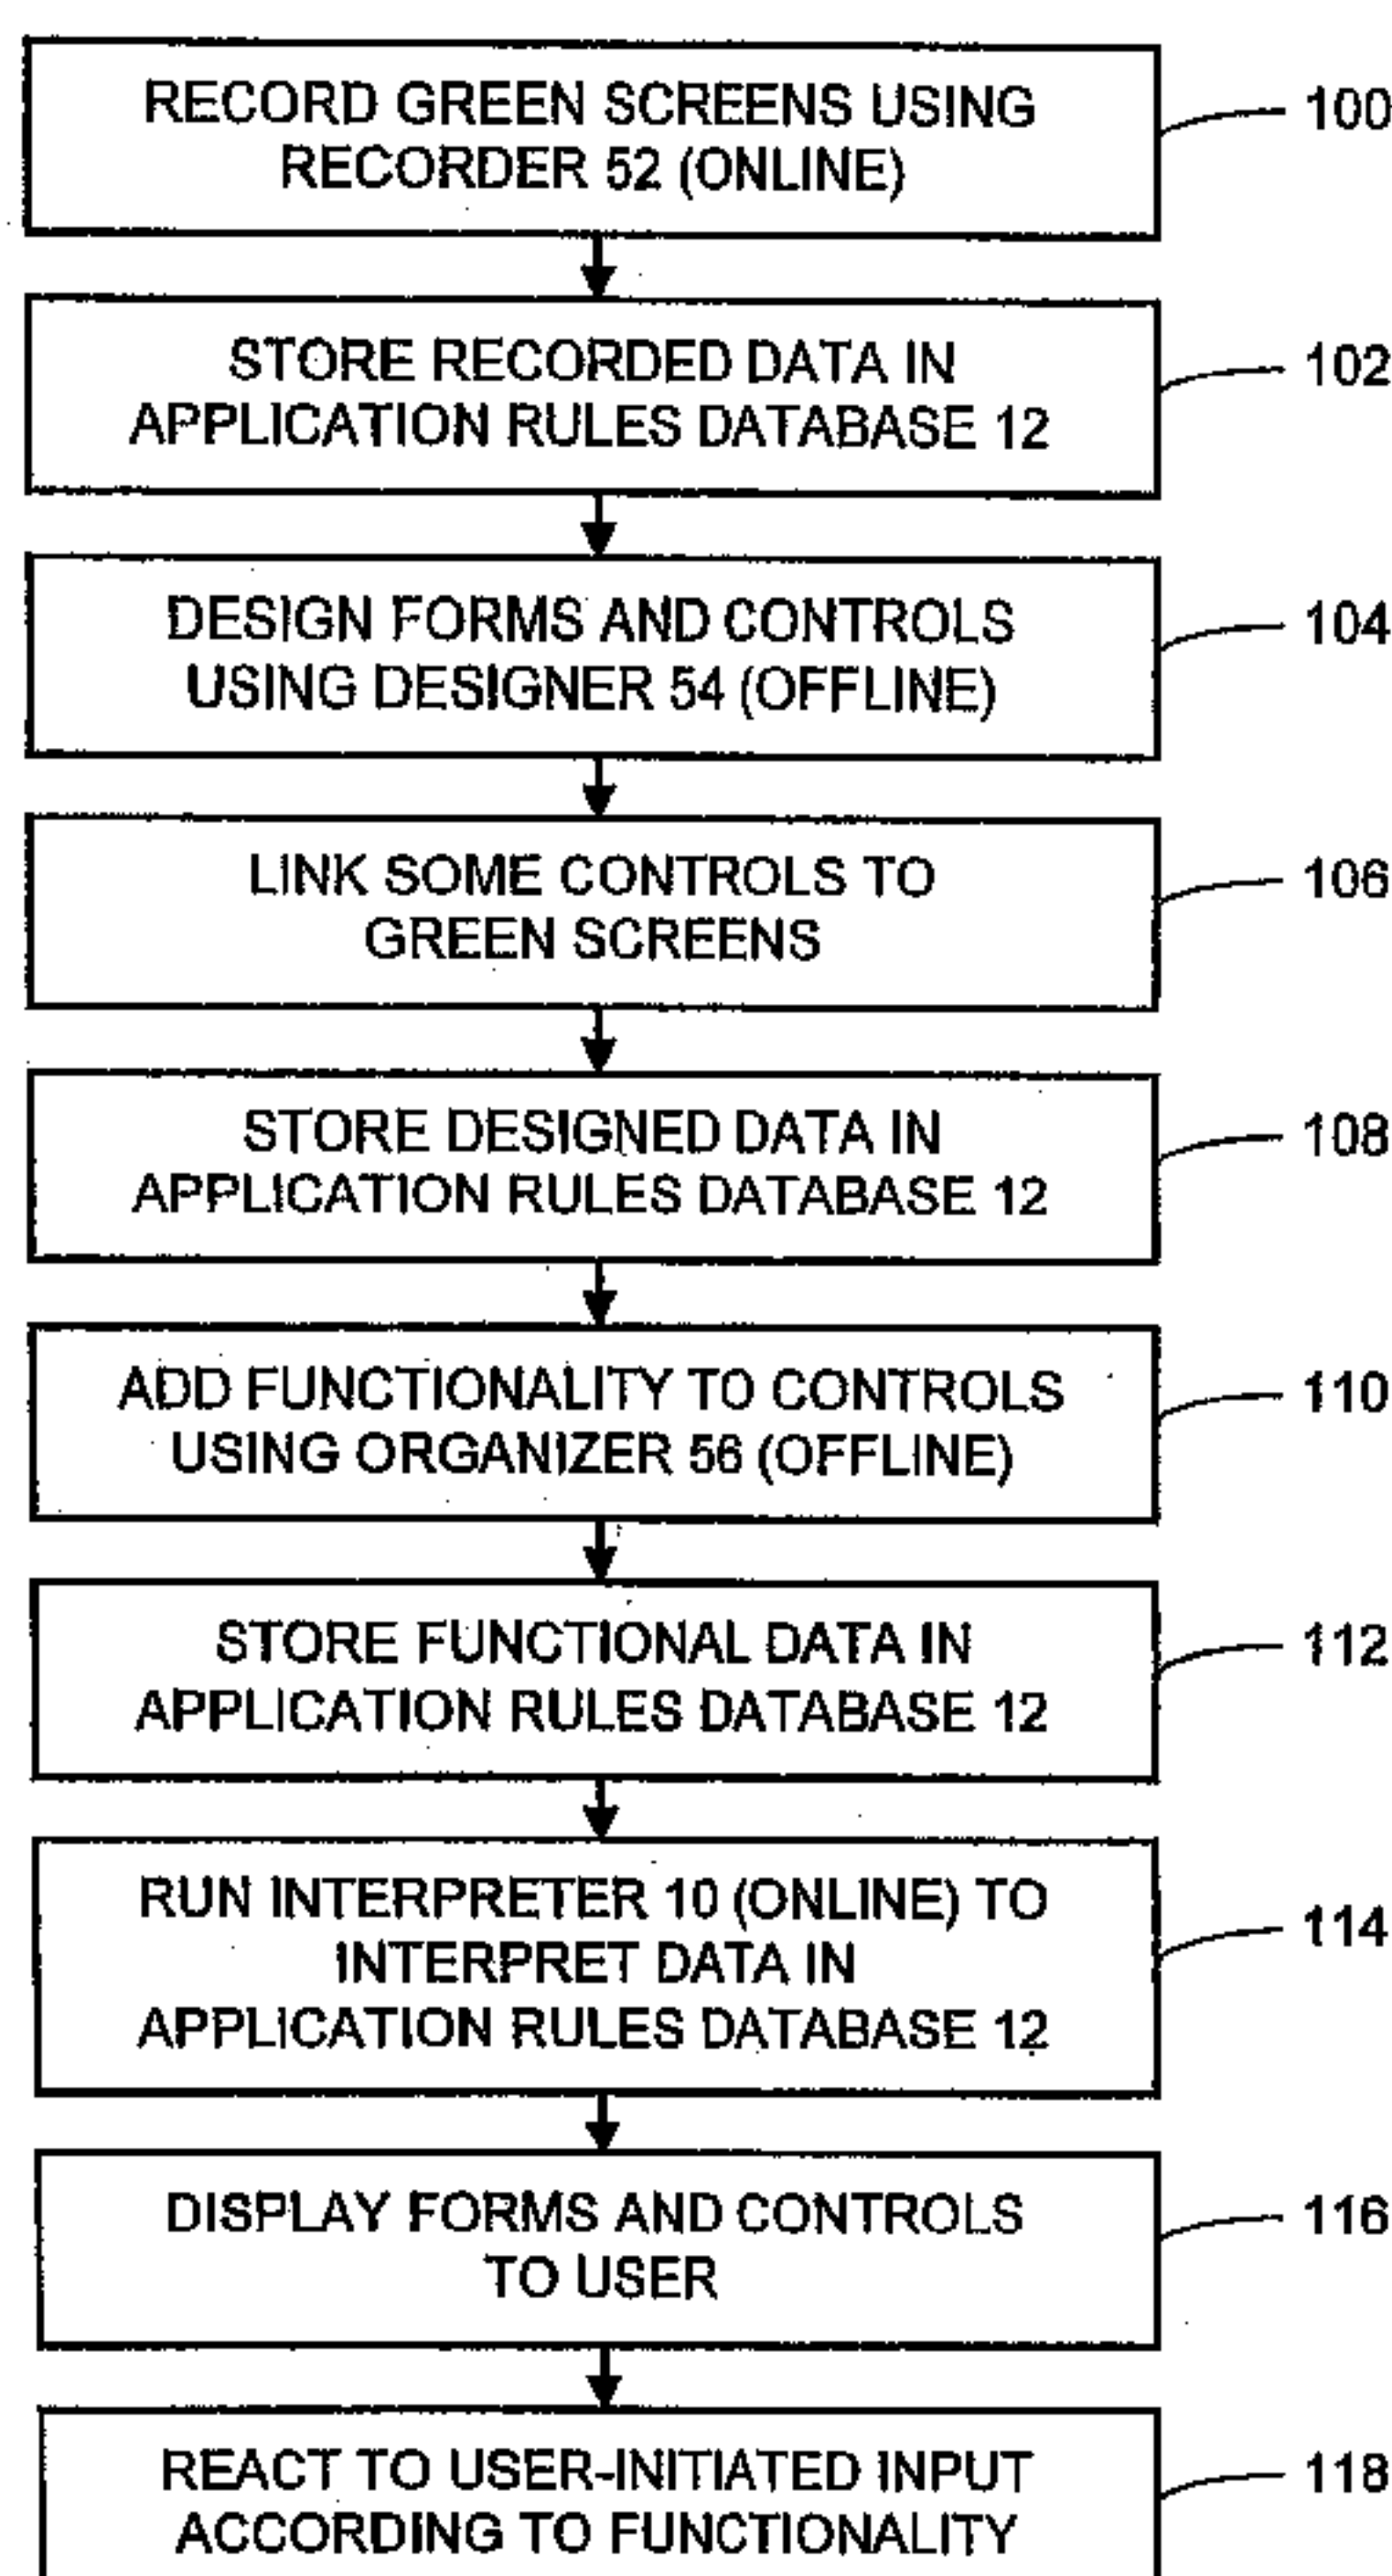 RECORD GREEN SCREENS USING
RECORDER 52 (ONLINE)
100
STORE RECORDED DATA IN
APPLICATION RULES DATABASE 12
102
DESIGN FORMS AND CONTROLS
USING DESIGNER 54 (OFFLINE)
104
LINK SOME CONTROLS TO
GREEN SCREENS
106
STORE DESIGNED DATA IN
APPLICATION RULES DATABASE 12
108
ADD FUNCTIONALITY TO CONTROLS
USING ORGANIZER 56 (OFFLINE)
110
STORE FUNCTIONAL DATA IN
APPLICATION RULES DATABASE 12
112
RUN INTERPRETER 10 (ONLINE) TO
INTERPRET DATA IN
APPLICATION RULES DATABASE 12
114
DISPLAY FORMS AND CONTROLS
TO USER
116
REACT TO USER-INITIATED INPUT
ACCORDING TO FUNCTIONALITY
118